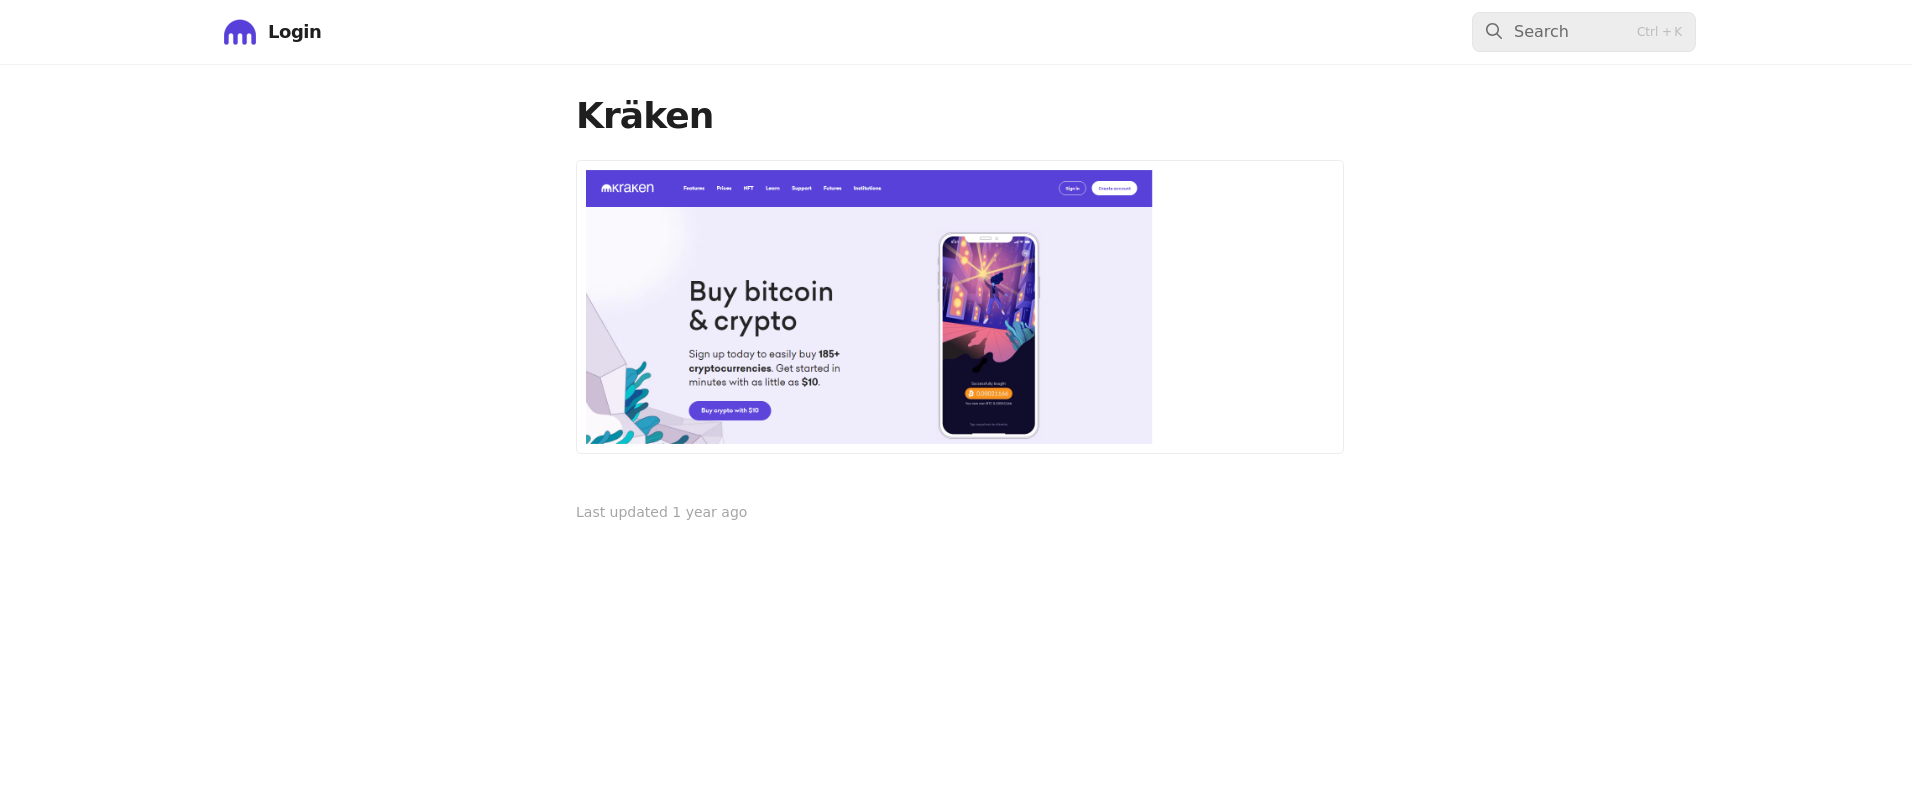 Login
Search
Ctrl + K
Kräken
kraken
Features Prices NFT Learn Support Futures Institutions
Sign in
Create account
Buy bitcoin
& crypto
Sign up today to easily buy 185+
cryptocurrencies. Get started in
minutes with as little as $10.
Buy crypto with $10
Successfully bought
Last updated 1 year ago